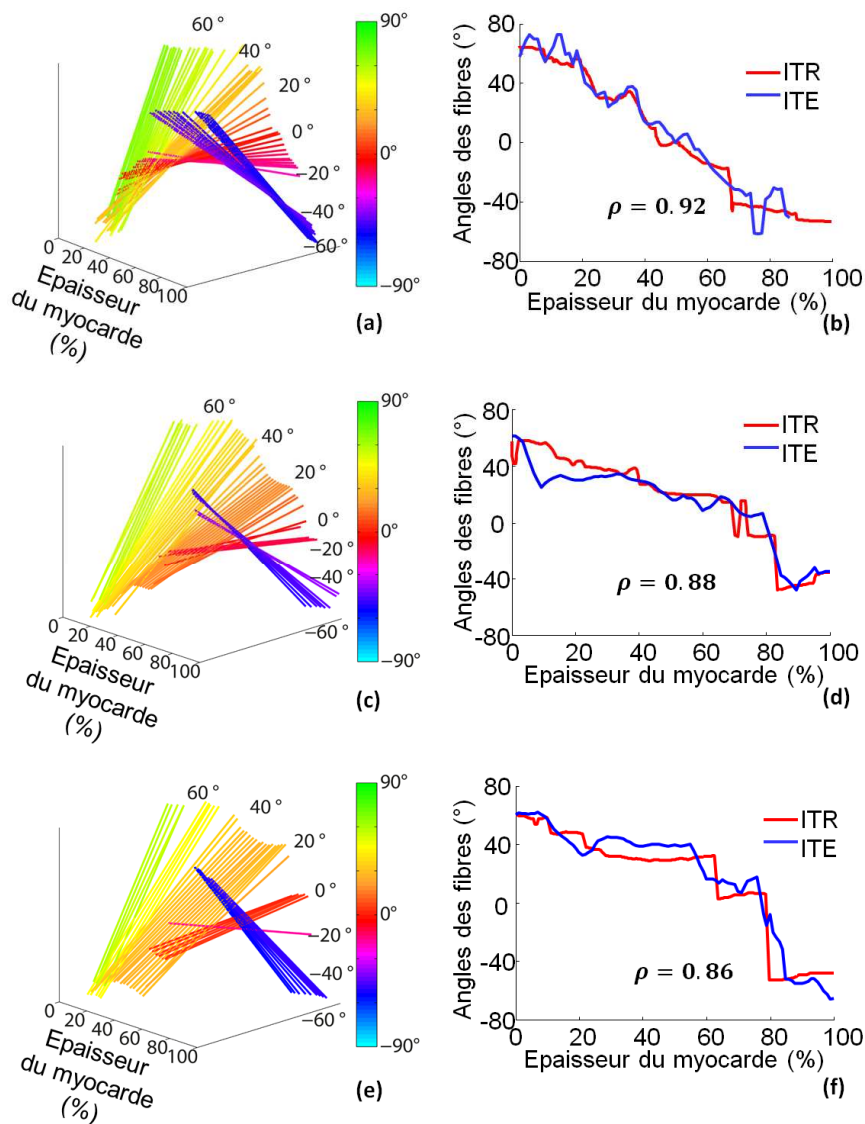 60°
40°
20°
0°
−20°
−40°
−60°
0
20
40
60
80
100
Epaisseur
du myocarde
(%)
90°
0°
−90°
(a)
Angles des fibres (°)
80
40
0
-40
-80
ITR
ITE
ρ = 0.92
0 20 40 60 80 100
Epaisseur du myocarde (%)
(b)
60°
40°
20°
0°
−20°
−40°
−60°
0
20
40
60
80
100
Epaisseur
du myocarde
(%)
90°
0°
−90°
(c)
Angles des fibres (°)
80
40
0
-40
-80
ITR
ITE
ρ = 0.88
0 20 40 60 80 100
Epaisseur du myocarde (%)
(d)
60°
40°
20°
0°
−20°
−40°
−60°
0
20
40
60
80
100
Epaisseur
du myocarde
(%)
90°
0°
−90°
(e)
Angles des fibres (°)
80
40
0
-40
-80
ITR
ITE
ρ = 0.86
0 20 40 60 80 100
Epaisseur du myocarde (%)
(f)